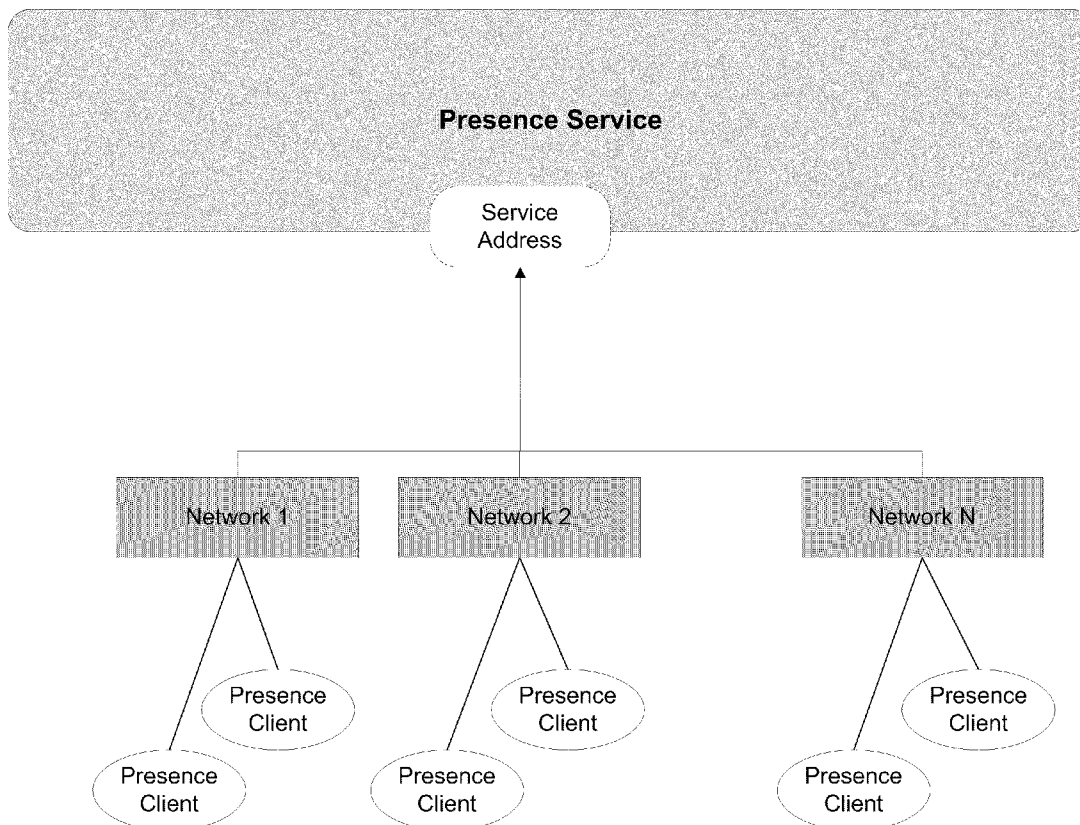 Presence Service
Service
Address
Network 1
Network 2
Network N
Presence
Client
Presence
Client
Presence
Client
Presence
Client
Presence
Client
Presence
Client